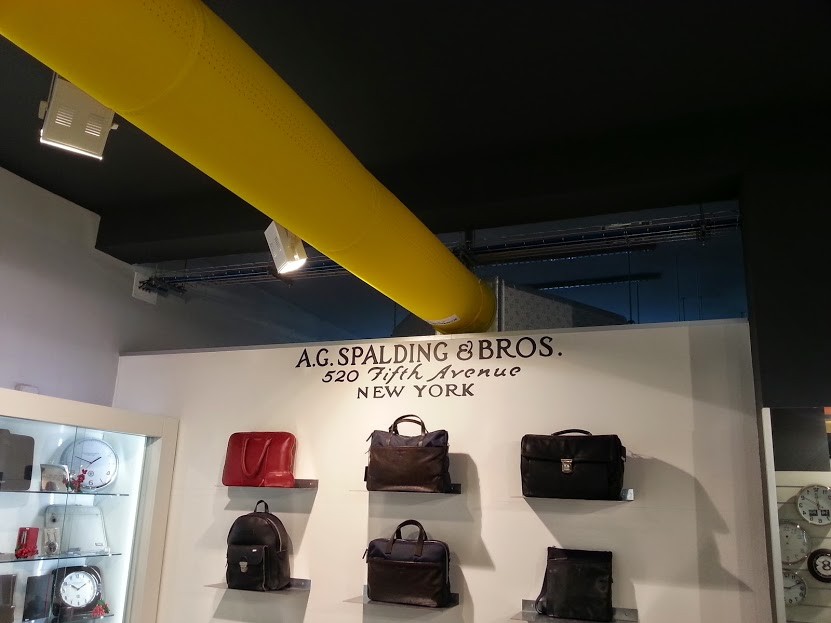 A.G. SPALDING & BROS.
520 Fifth Avenue
NEW YORK